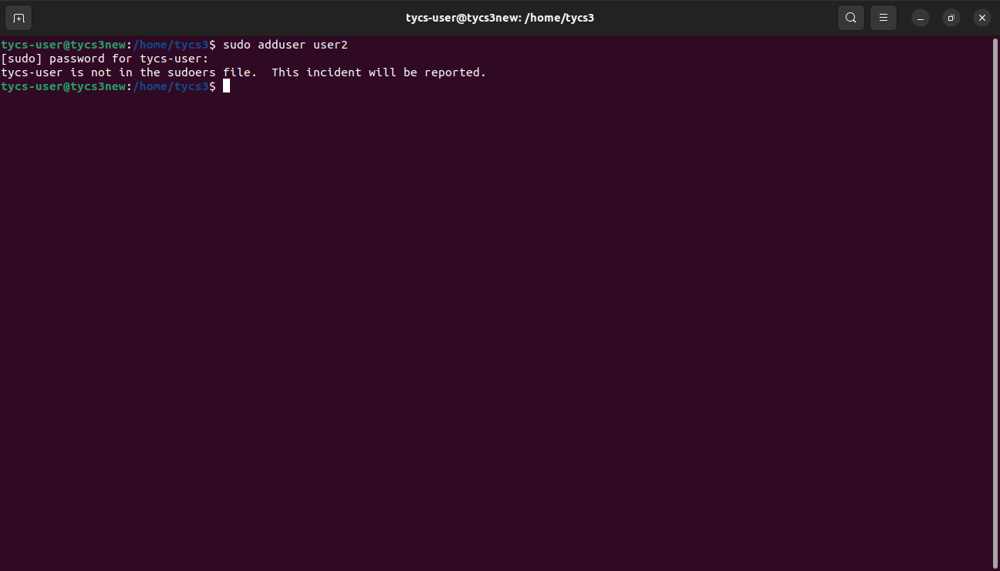 tycs-user@tycs3new: /home/tycs3
tycs-user@tycs3new:/home/tycs3$ sudo adduser user2
[sudo] password for tycs-user:
tycs-user is not in the sudoers file.  This incident will be reported.
tycs-user@tycs3new:/home/tycs3$